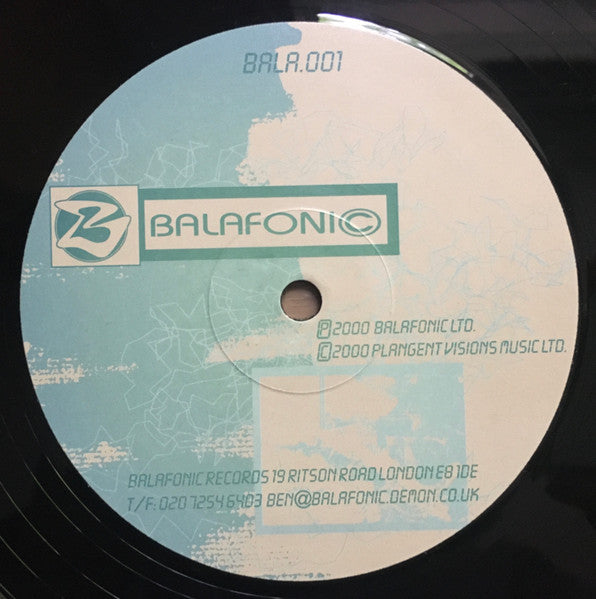 BALA.001
B BALAFONIC
℗2000 BALAFONIC LTD.
©2000 PLANGENT VISIONS MUSIC LTD.
BALAFONIC RECORDS 19 RITSON ROAD LONDON E8 1DE
T/F: 020 7254 6403 BEN@BALAFONIC.DEMON.CO.UK